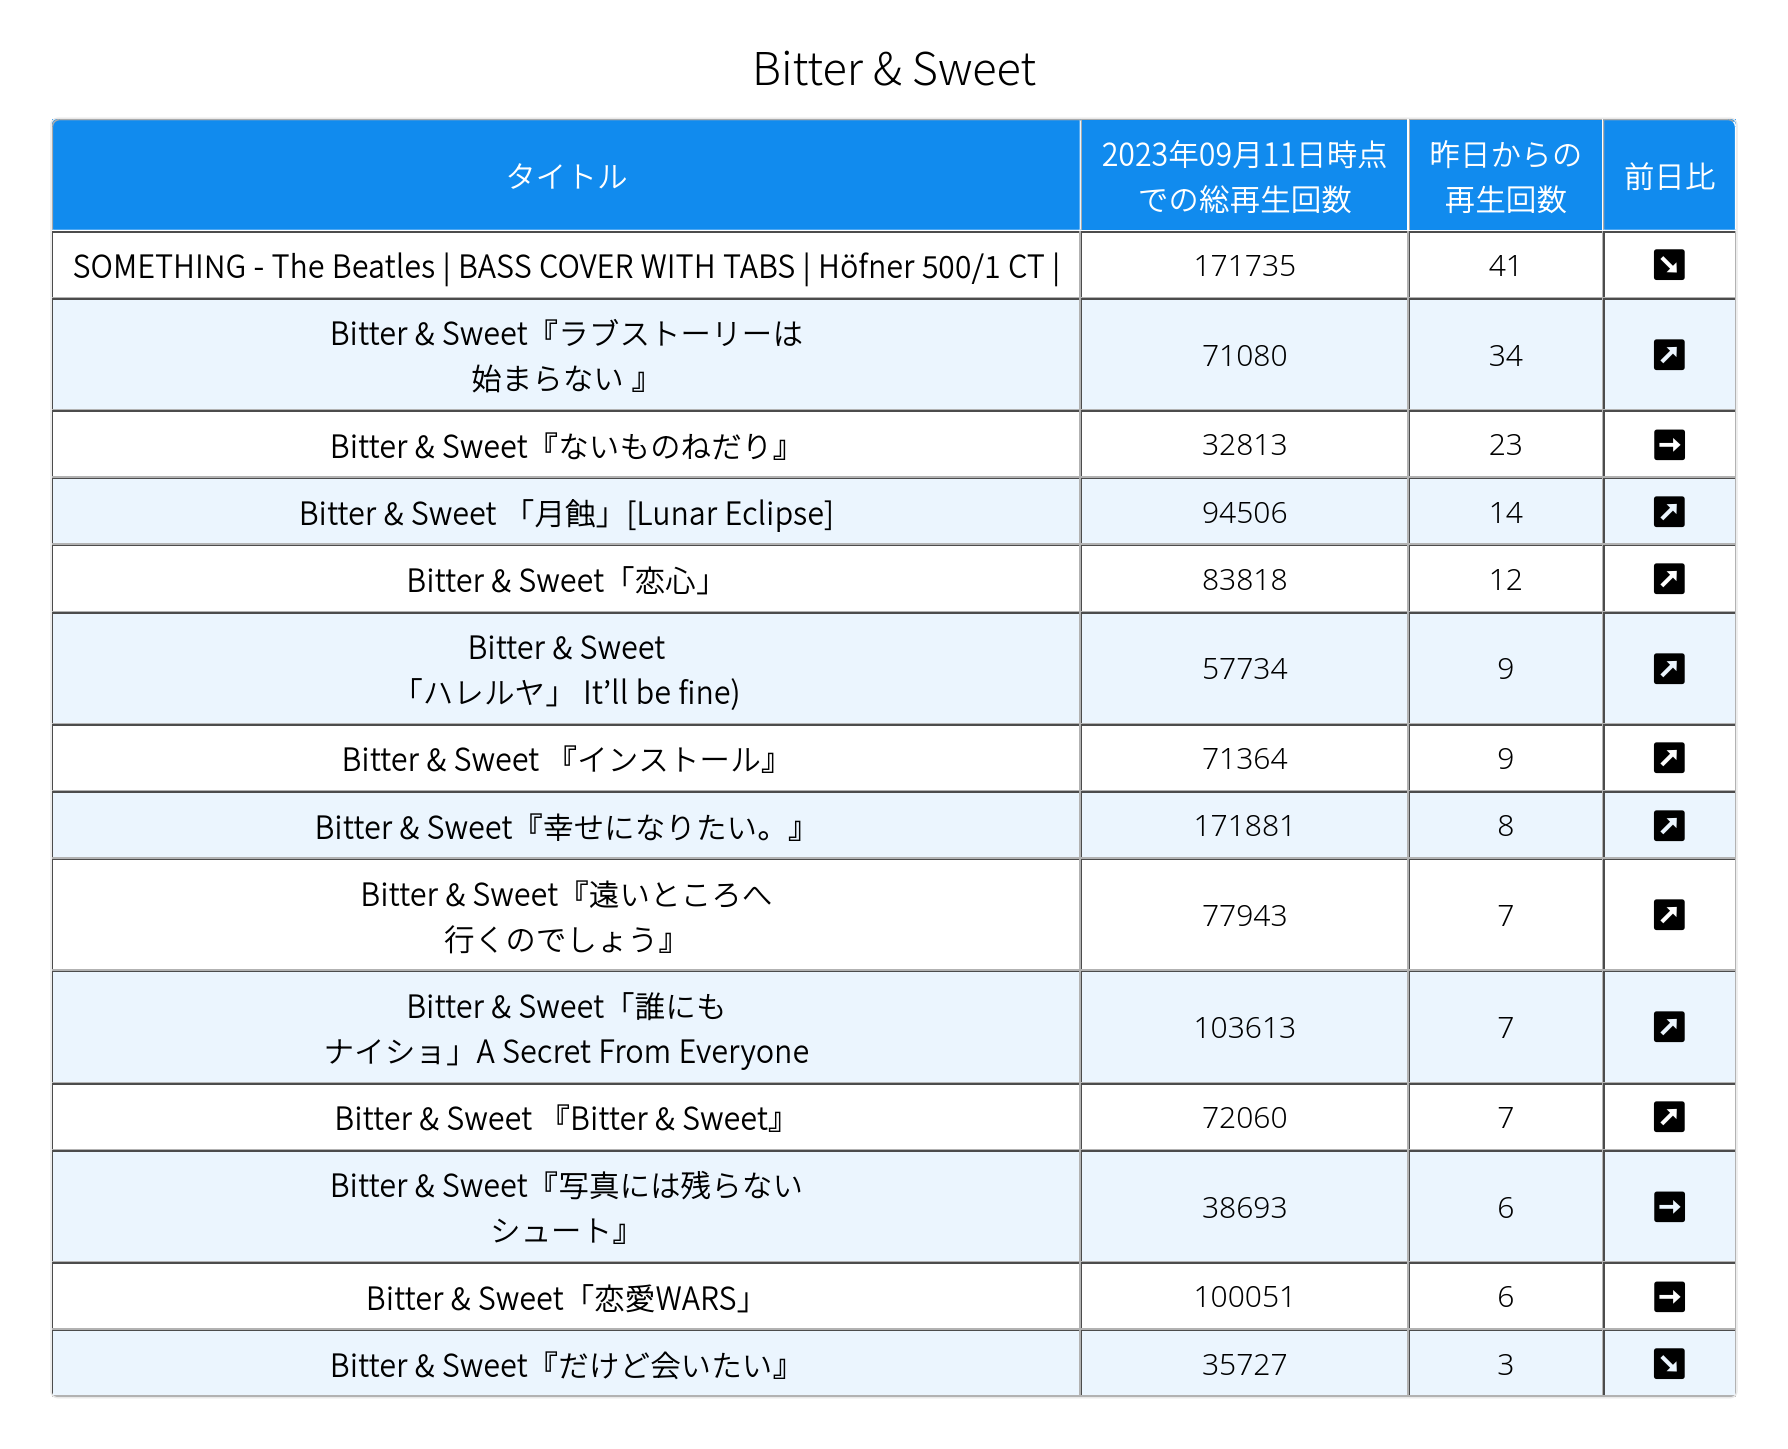 Bitter & Sweet
タイトル
2023年09月11日時点
での総再生回数
昨日からの
再生回数
前日比
SOMETHING - The Beatles | BASS COVER WITH TABS | Höfner 500/1 CT |
171735
41
Bitter & Sweet『ラブストーリーは
始まらない 』
71080
34
Bitter & Sweet『ないものねだり』
32813
23
Bitter & Sweet 「月蝕」[Lunar Eclipse]
94506
14
Bitter & Sweet「恋心」
83818
12
Bitter & Sweet
「ハレルヤ」 It’ll be fine)
57734
9
Bitter & Sweet 『インストール』
71364
9
Bitter & Sweet『幸せになりたい。』
171881
8
Bitter & Sweet『遠いところへ
行くのでしょう』
77943
7
Bitter & Sweet「誰にも
ナイショ」A Secret From Everyone
103613
7
Bitter & Sweet 『Bitter & Sweet』
72060
7
Bitter & Sweet『写真には残らない
シュート』
38693
6
Bitter & Sweet「恋愛WARS」
100051
6
Bitter & Sweet『だけど会いたい』
35727
3